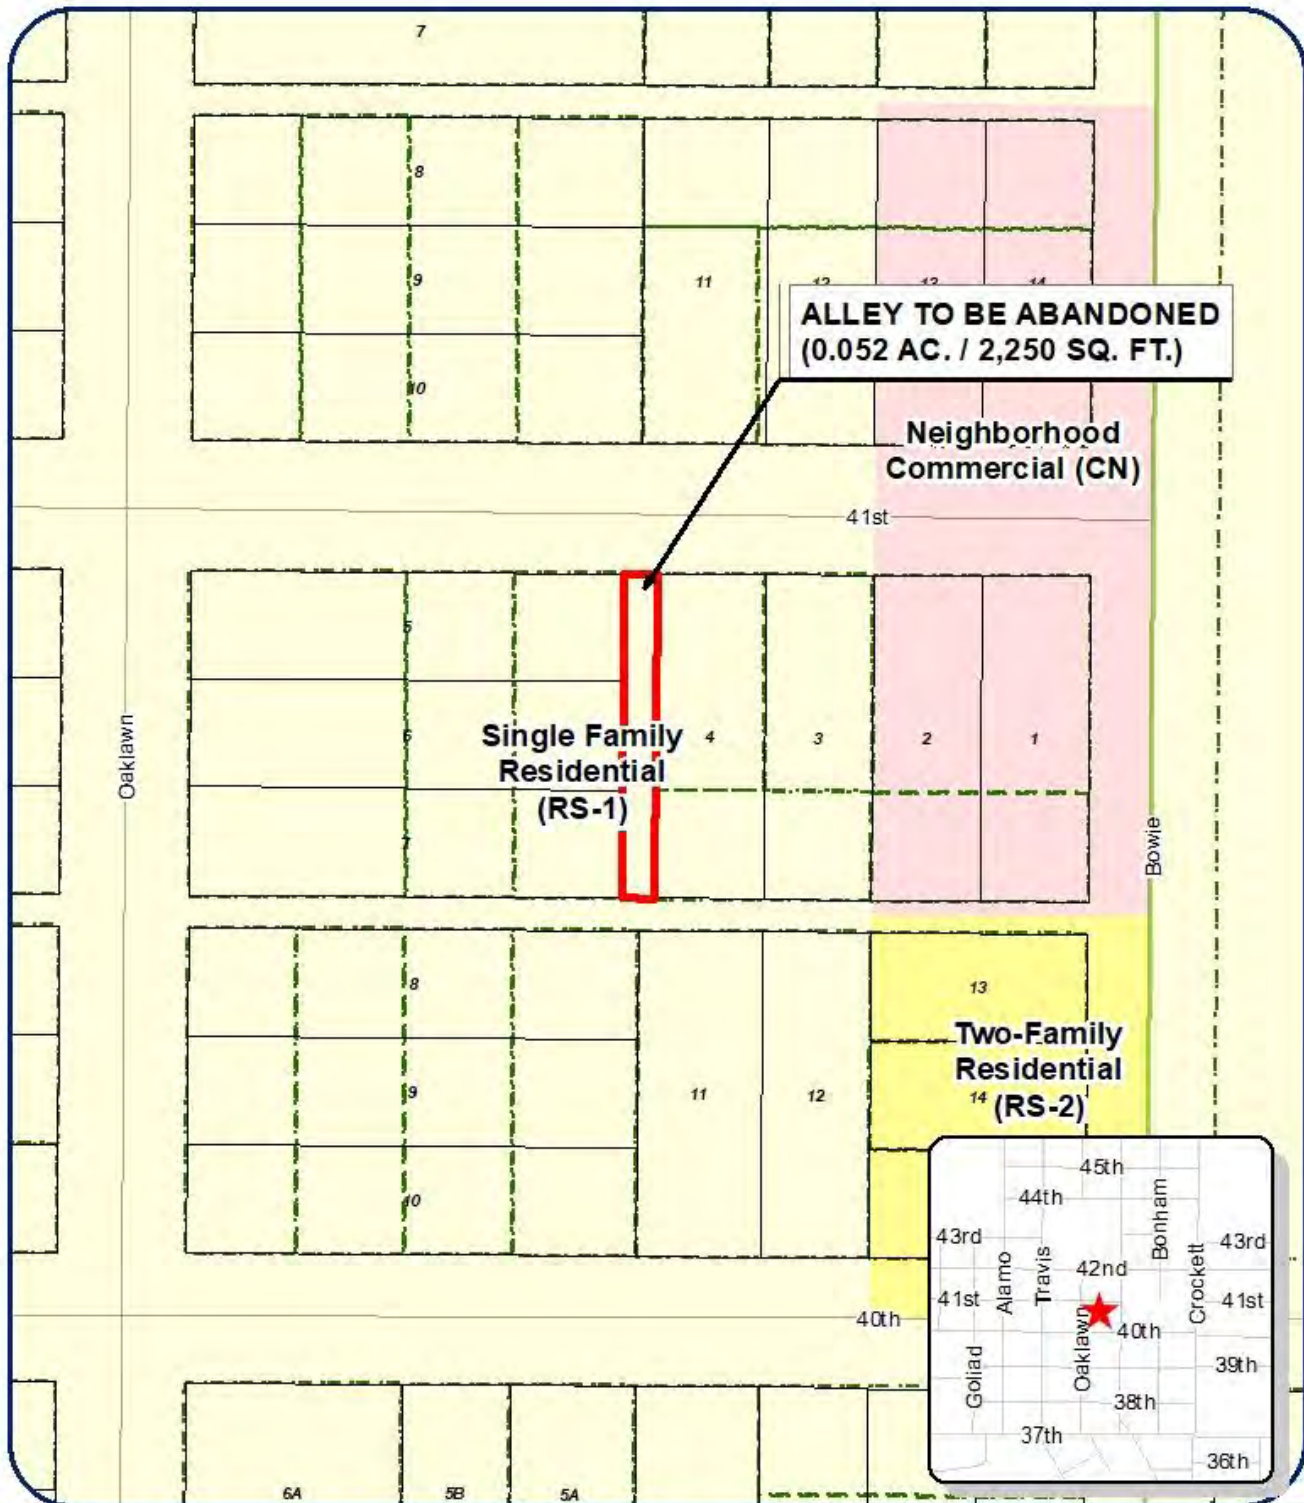 7
8
9
11
12
13
14
ALLEY TO BE ABANDONED
(0.052 AC. / 2,250 SQ. FT.)
10
Neighborhood
Commercial (CN)
41st
5
6
Single Family
Residential
(RS-1)
4
3
2
1
Oaklawn
7
Bowie
8
13
Two-Family
Residential
(RS-2)
9
11
12
14
10
40th
45th
44th
Bonham
43rd
43rd
Alamo
Travis
42nd
Crockett
41st
41st
Oaklawn
40th
39th
Goliad
38th
37th
36th
6A
5B
5A